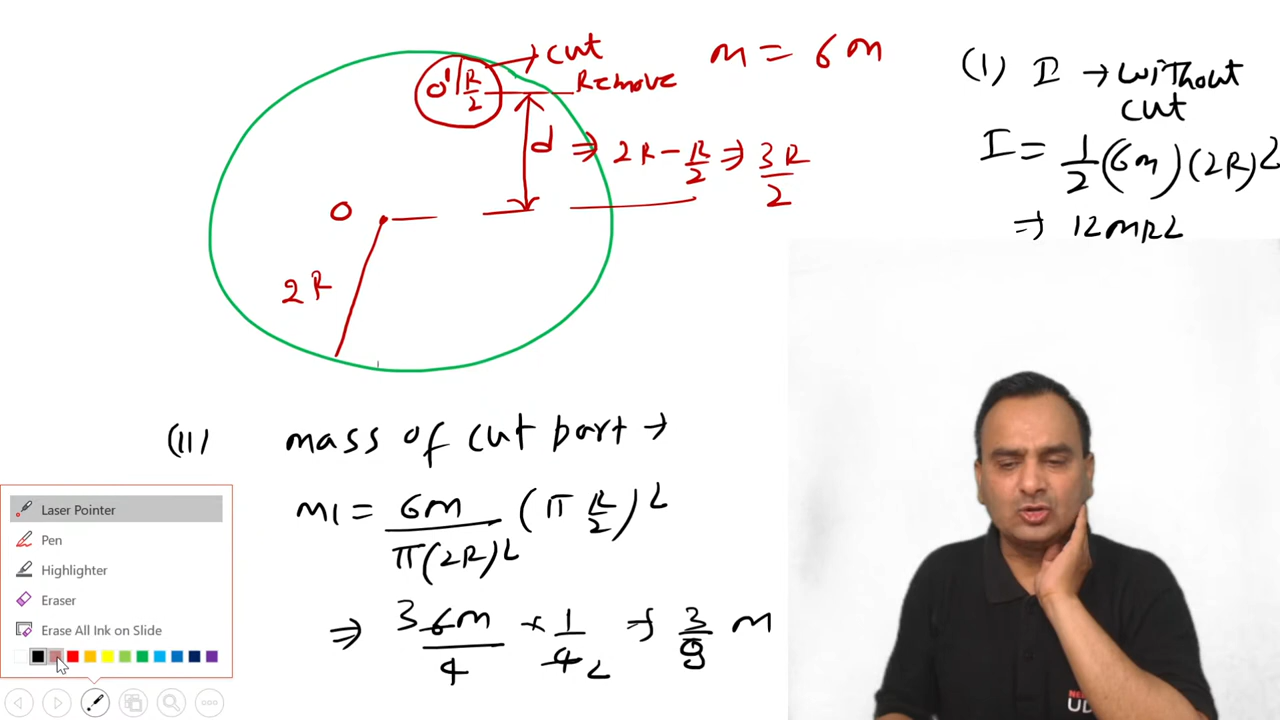 O' R/2
→ cut
Remove
m = 6m
d ⇒ 2R - R/2 ⇒ 3R/2
O
2R
(I) I → without
cut
I = 1/2 (6m)(2R)2
⇒ 12mR2
(II) mass of cut part →
m1 = 6m/π(2R)2 (π R/2)2
⇒ 3 6m/4 × 1/4 2 → 3/8 m
Laser Pointer
Pen
Highlighter
Eraser
Erase All Ink on Slide
UD